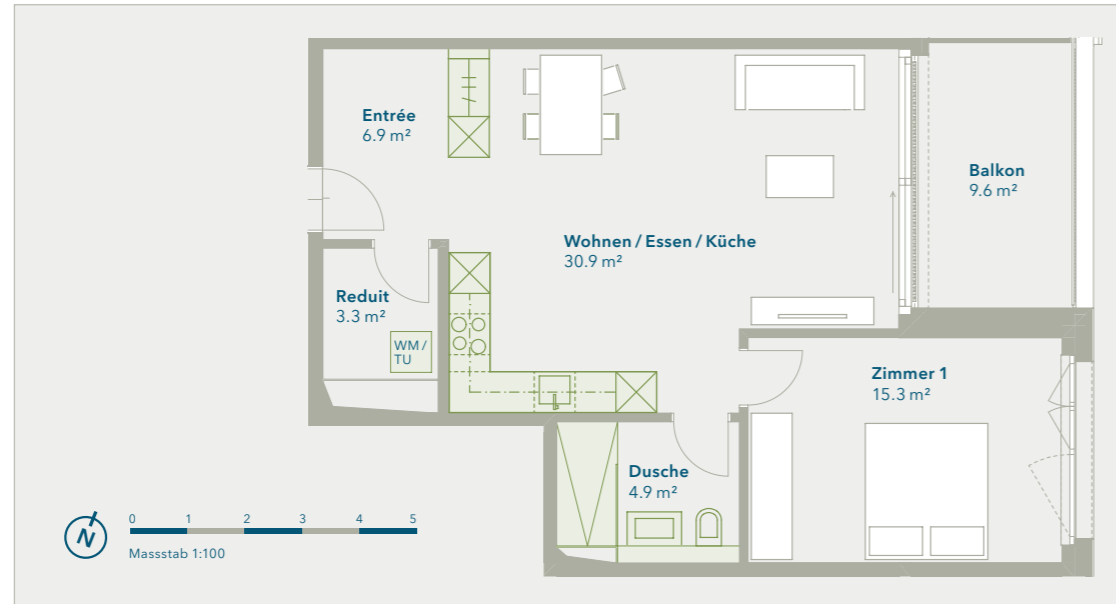 Entrée
6.9 m²
Balkon
9.6 m²
Wohnen / Essen / Küche
30.9 m²
Reduit
3.3 m²
WM /
TU
Zimmer 1
15.3 m²
Dusche
4.9 m²
N
0 1 2 3 4 5
Massstab 1:100